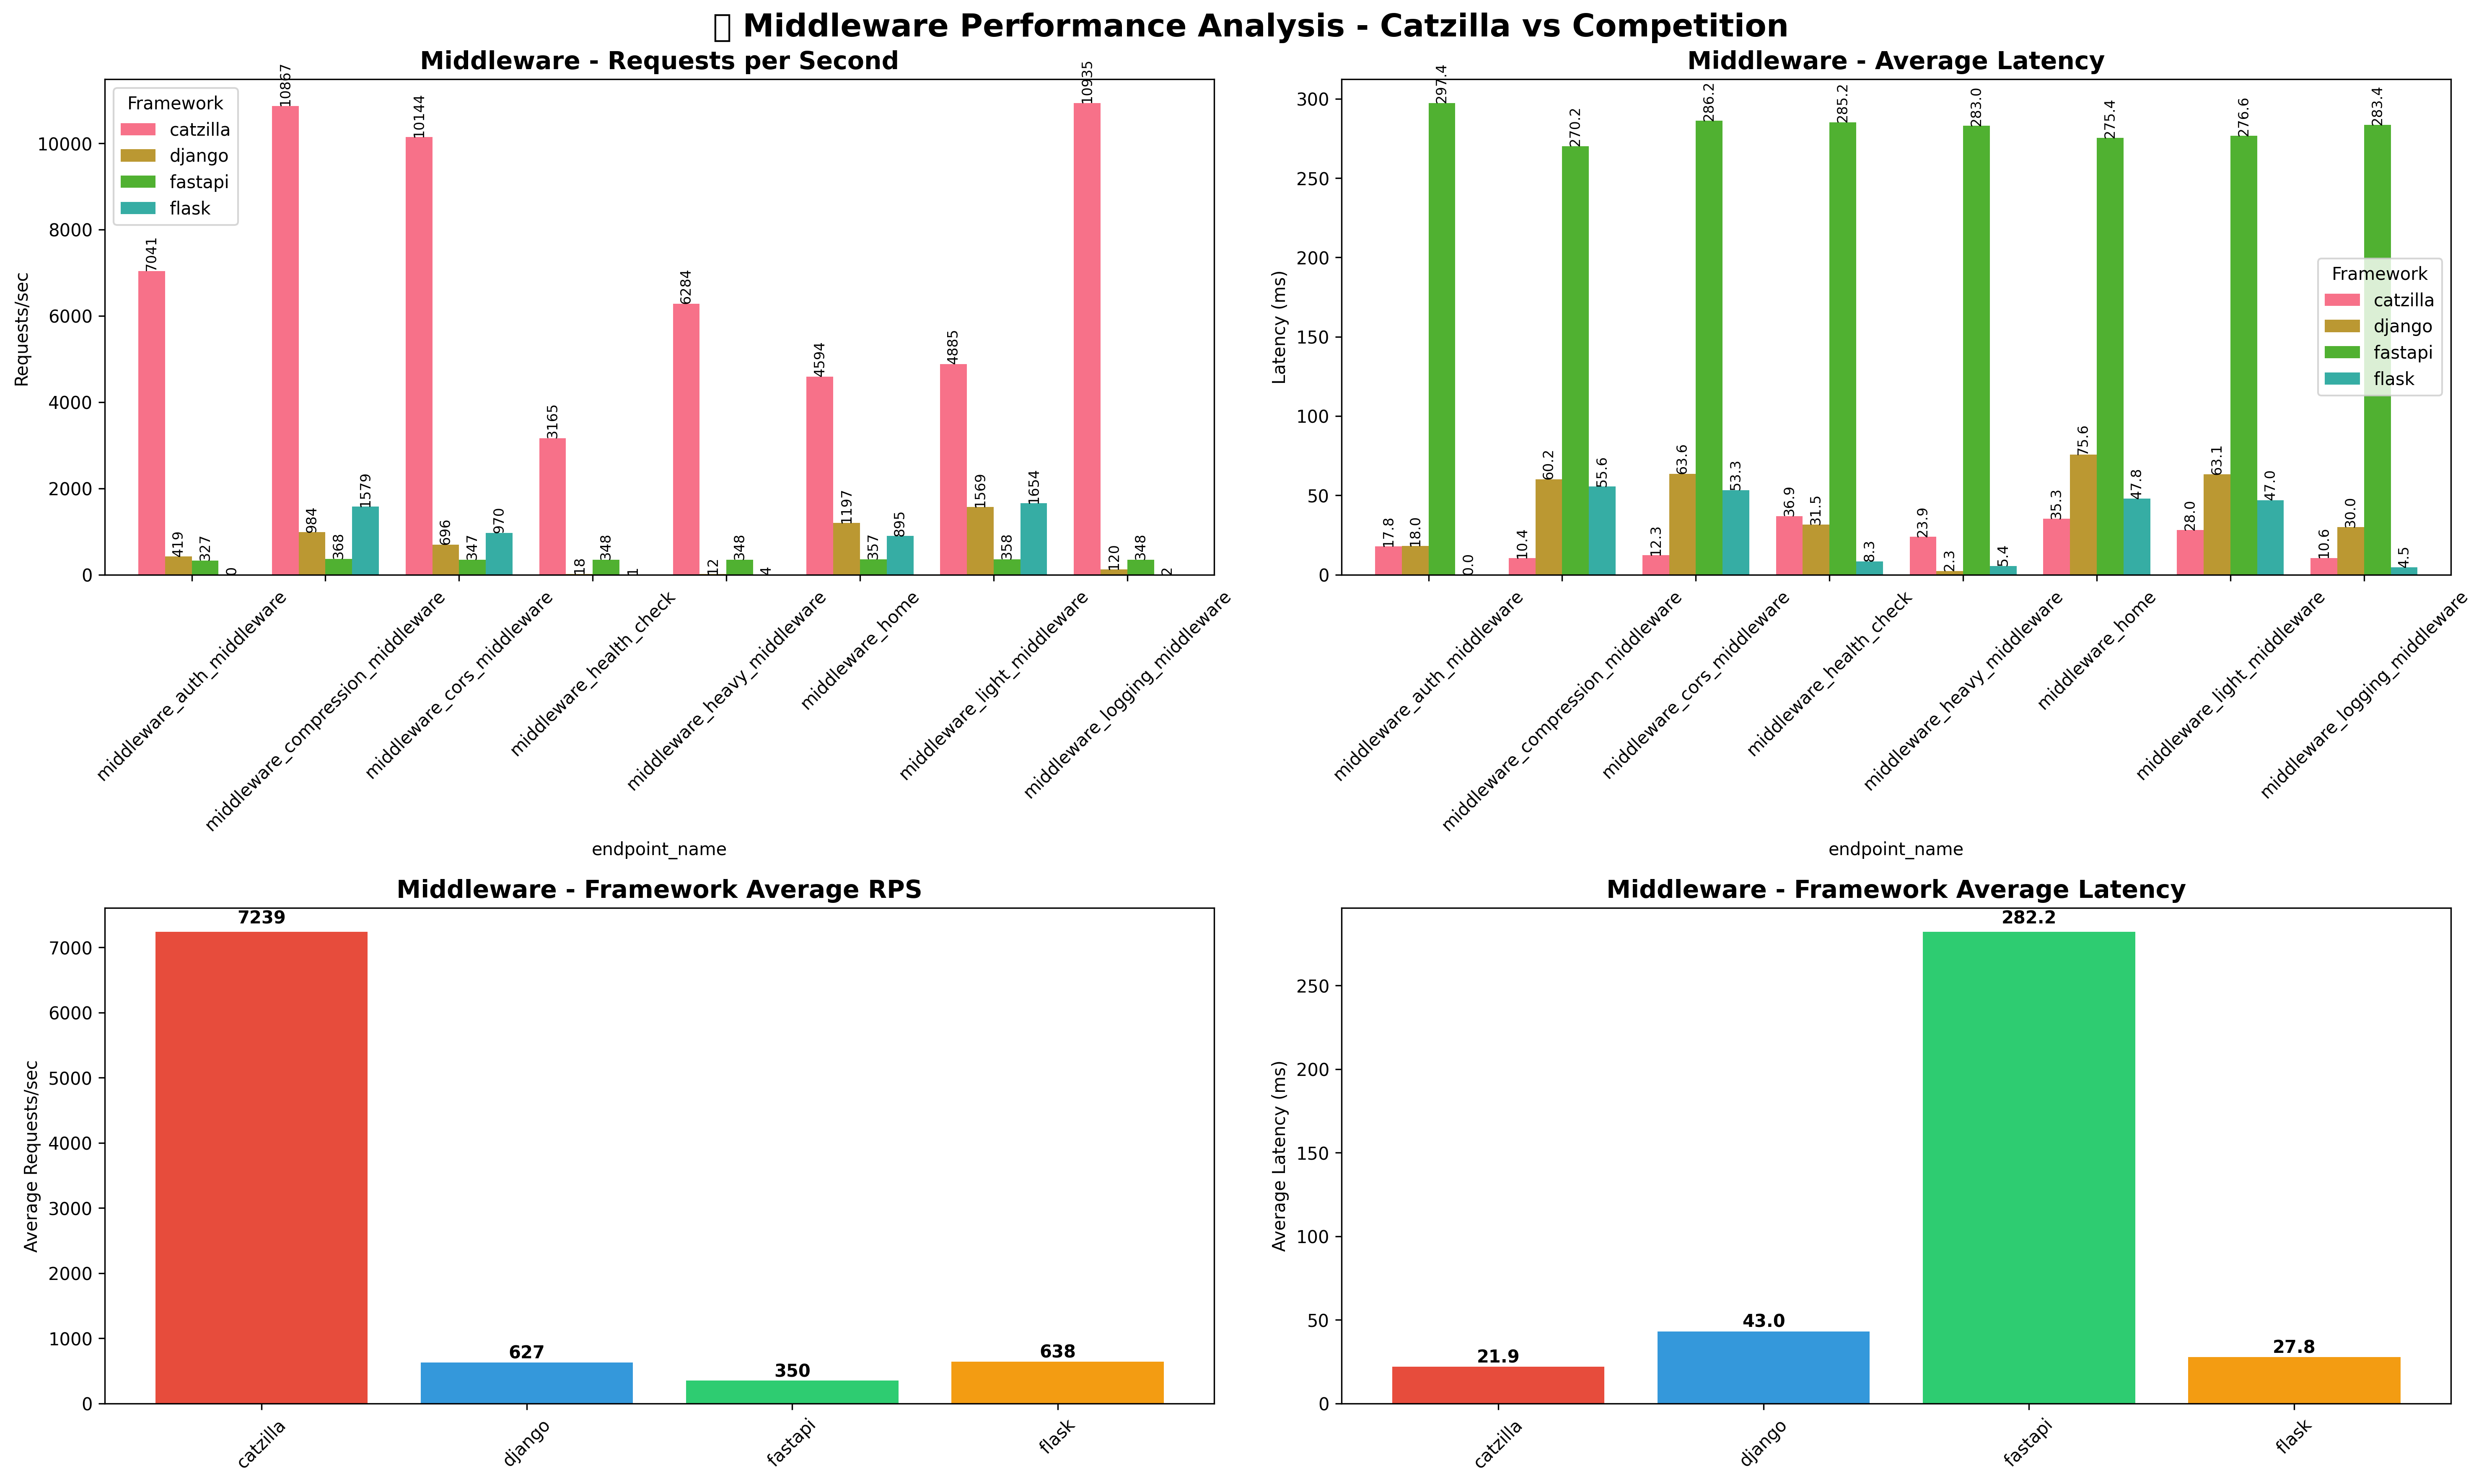 Middleware Performance Analysis - Catzilla vs Competition
Middleware - Requests per Second
Requests/sec
10000
8000
6000
4000
2000
0
Framework
catzilla
django
fastapi
flask
7041
419
327
0
10867
984
368
1579
10144
696
347
970
3165
18
348
1
6284
12
348
4
4594
1197
357
895
4885
1569
358
1654
10935
120
348
2
middleware_auth_middleware
middleware_compression_middleware
middleware_cors_middleware
middleware_health_check
middleware_heavy_middleware
middleware_home
middleware_light_middleware
middleware_logging_middleware
endpoint_name
Middleware - Average Latency
Latency (ms)
300
250
200
150
100
50
0
Framework
catzilla
django
fastapi
flask
17.8
18.0
297.4
0.0
10.4
60.2
270.2
55.6
12.3
63.6
286.2
53.3
36.9
31.5
285.2
8.3
23.9
2.3
283.0
5.4
35.3
75.6
275.4
47.8
28.0
63.1
276.6
47.0
10.6
30.0
283.4
4.5
middleware_auth_middleware
middleware_compression_middleware
middleware_cors_middleware
middleware_health_check
middleware_heavy_middleware
middleware_home
middleware_light_middleware
middleware_logging_middleware
endpoint_name
Middleware - Framework Average RPS
Average Requests/sec
7000
6000
5000
4000
3000
2000
1000
0
7239
627
350
638
catzilla
django
fastapi
flask
Middleware - Framework Average Latency
Average Latency (ms)
250
200
150
100
50
0
21.9
43.0
282.2
27.8
catzilla
django
fastapi
flask